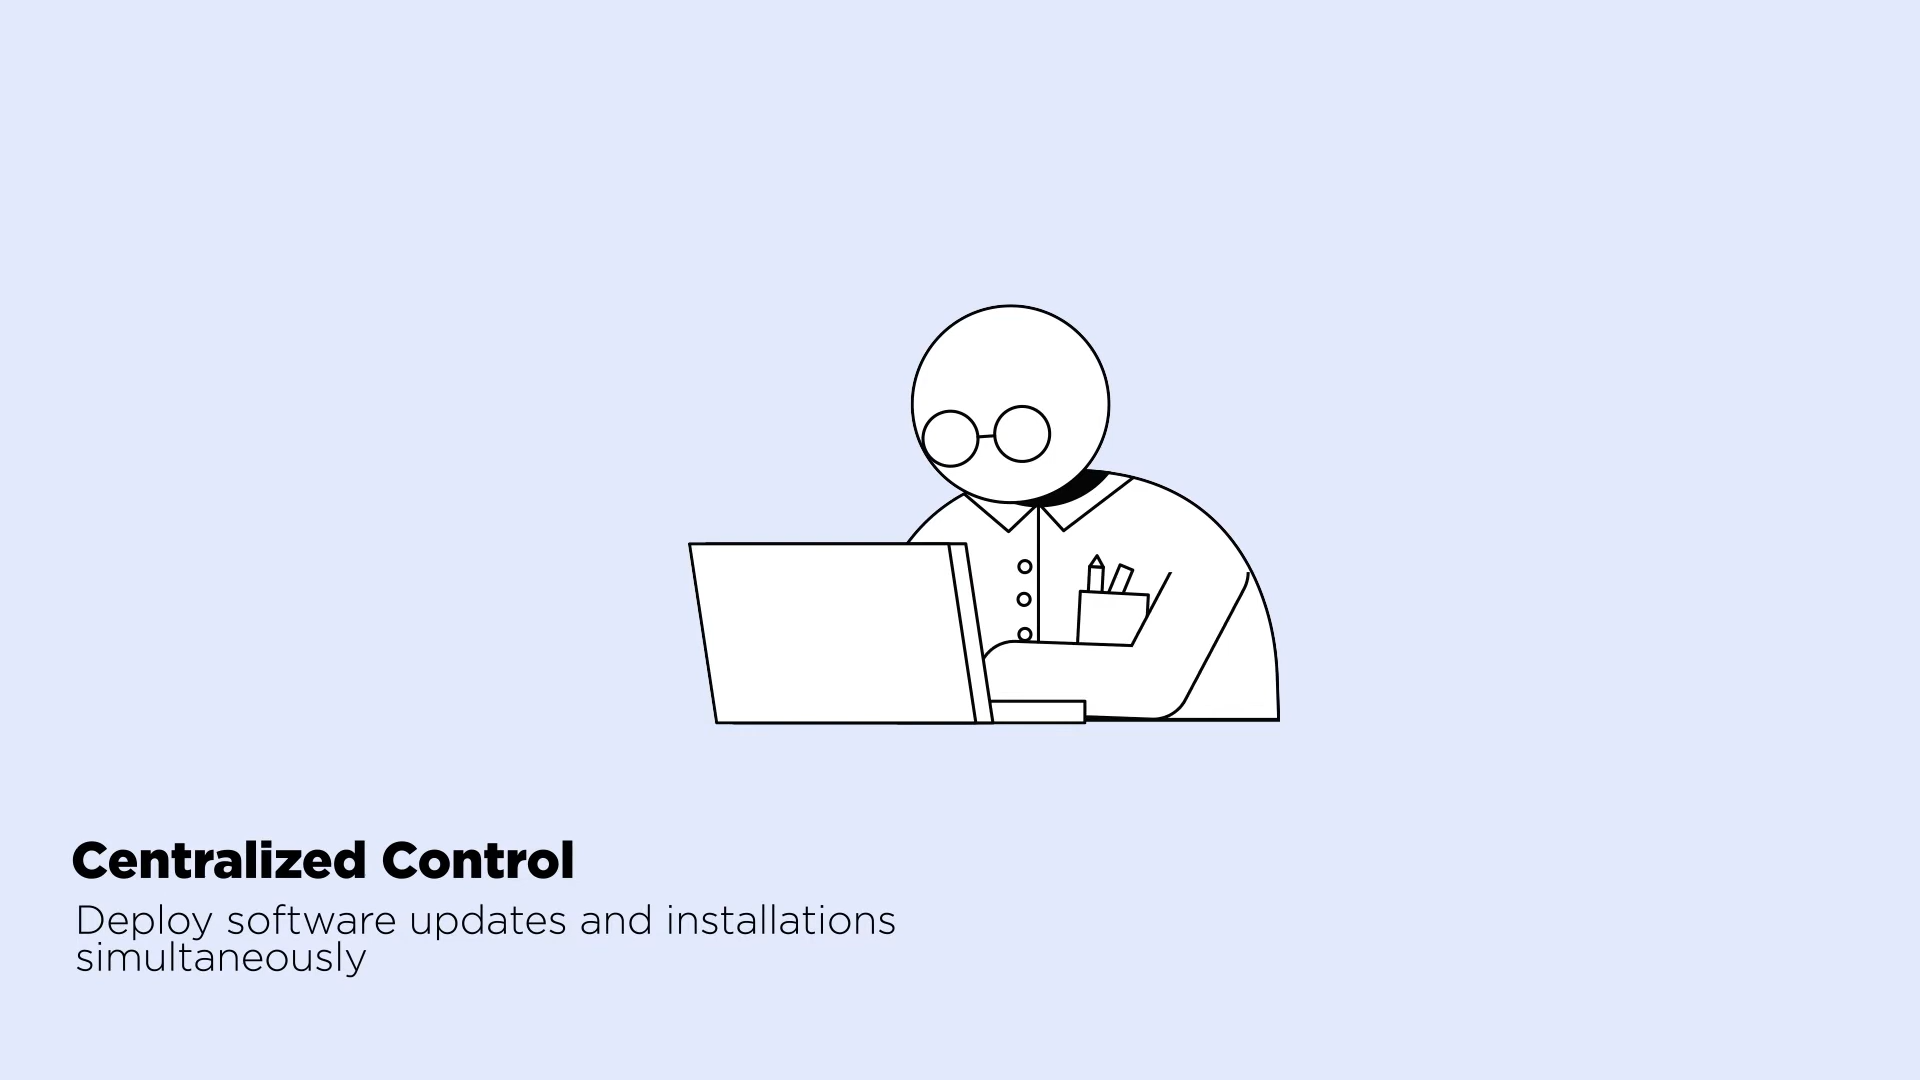 Centralized Control
Deploy software updates and installations
simultaneously